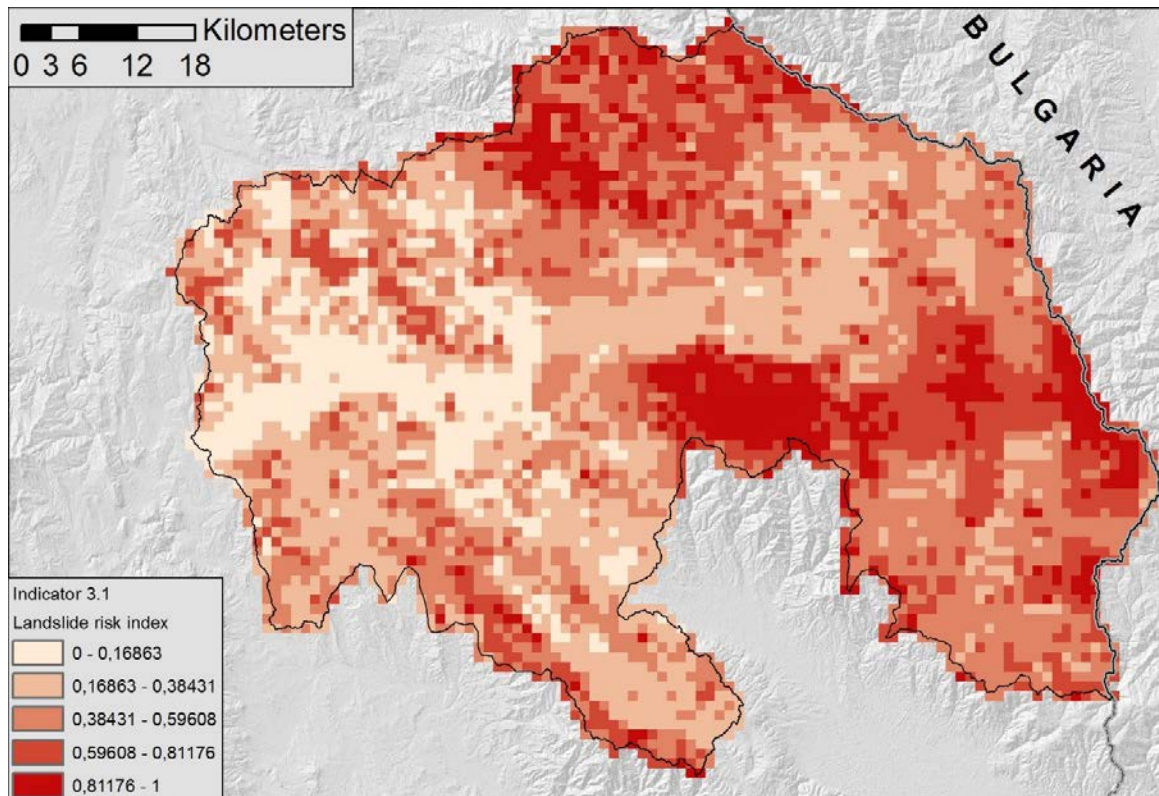 Kilometers
0 3 6 12 18
BULGARIA
Indicator 3.1
Landslide risk index
0 - 0,16863
0,16863 - 0,38431
0,38431 - 0,59608
0,59608 - 0,81176
0,81176 - 1